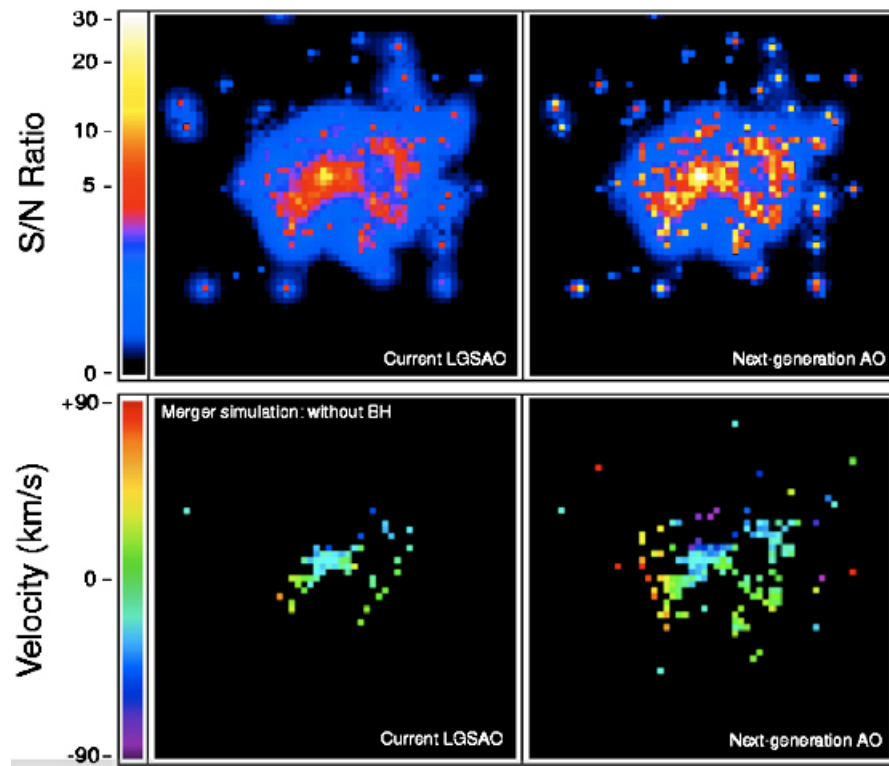 S/N Ratio
30
20
10
5
0
Current LGSAO
Next-generation AO
Velocity (km/s)
+90
0
-90
Merger simulation: without BH
Current LGSAO
Next-generation AO